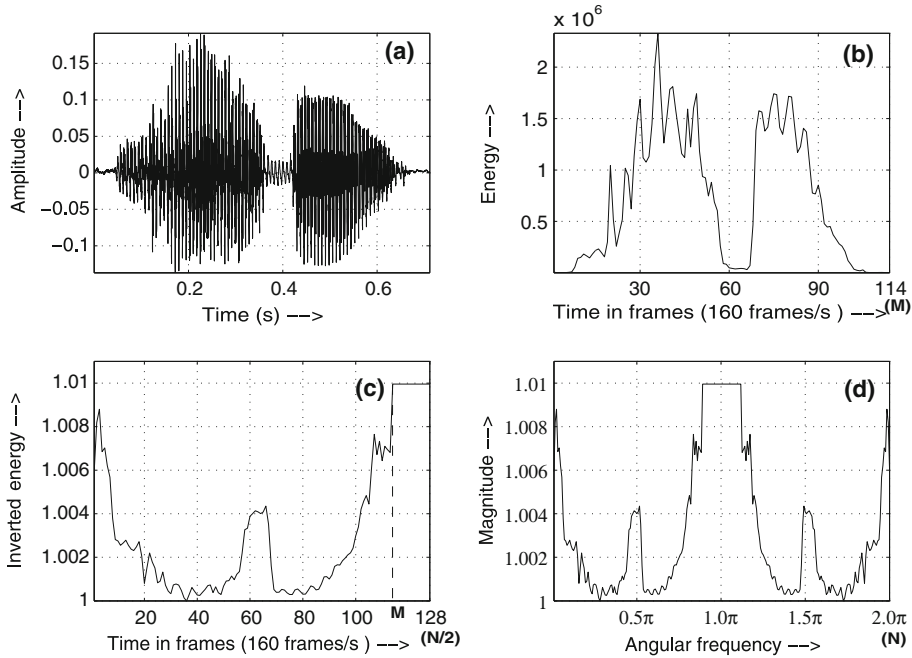 (a)
Amplitude −−>
0.15
0.1
0.05
0
−0.05
−0.1
0.2 0.4 0.6
Time (s) −−>
x 10^6
(b)
Energy −−>
2
1.5
1
0.5
30 60 90 114
Time in frames (160 frames/s ) −−> (M)
(c)
Inverted energy −−>
1.01
1.008
1.006
1.004
1.002
1
20 40 60 80 100 M 128
Time in frames (160 frames/s ) −−> (N/2)
(d)
Magnitude −−>
1.01
1.008
1.006
1.004
1.002
1
0.5π 1.0π 1.5π 2.0π
Angular frequency −−> (N)